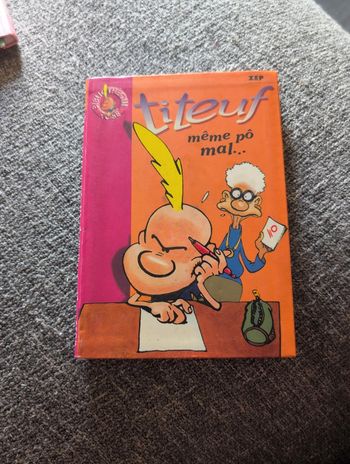 ZEP
titeuf
même pô
mal...
10